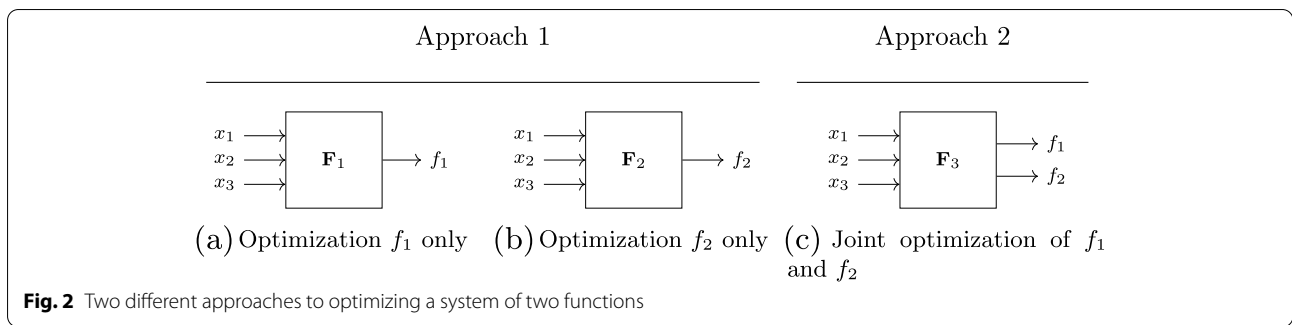 Approach 1
Approach 2
x₁
x₂
x₃
F₁
f₁
x₁
x₂
x₃
F₂
f₂
x₁
x₂
x₃
F₃
f₁
f₂
(a) Optimization f₁ only
(b) Optimization f₂ only
(c) Joint optimization of f₁
and f₂
Fig. 2 Two different approaches to optimizing a system of two functions